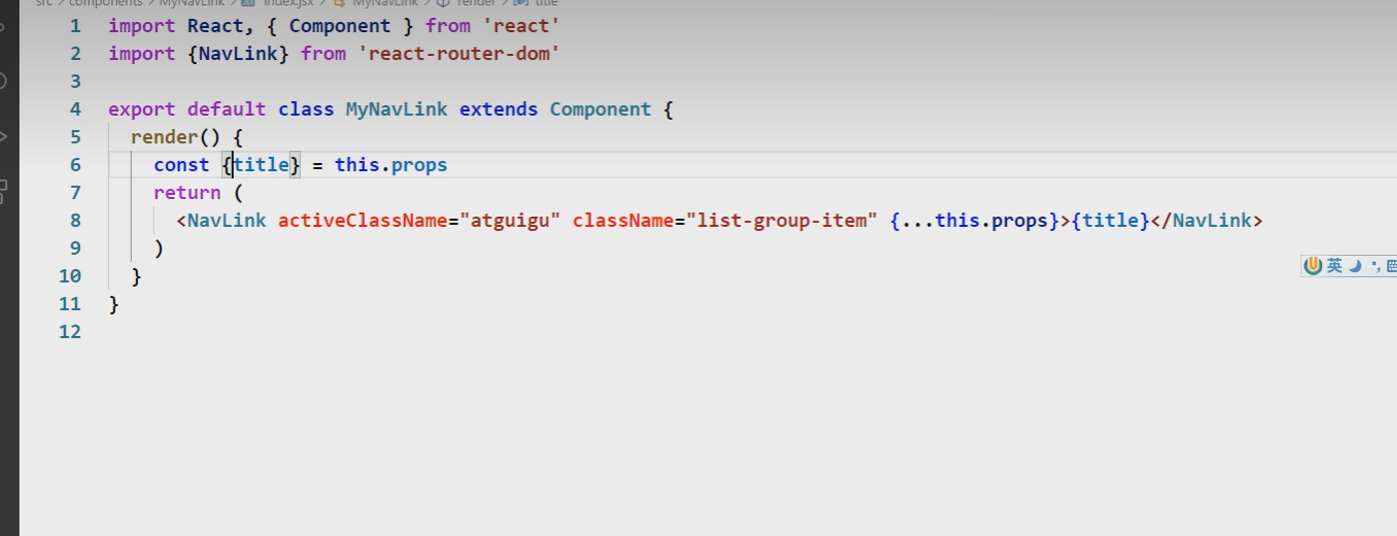 src > components > MyNavLink > index.jsx > MyNavLink > render > title
1 import React, { Component } from 'react'
2 import {NavLink} from 'react-router-dom'
3
4 export default class MyNavLink extends Component {
5 render() {
6 const {title} = this.props
7 return (
8 <NavLink activeClassName="atguigu" className="list-group-item" {...this.props}>{title}</NavLink>
9 )
10 }
11 }
12
英